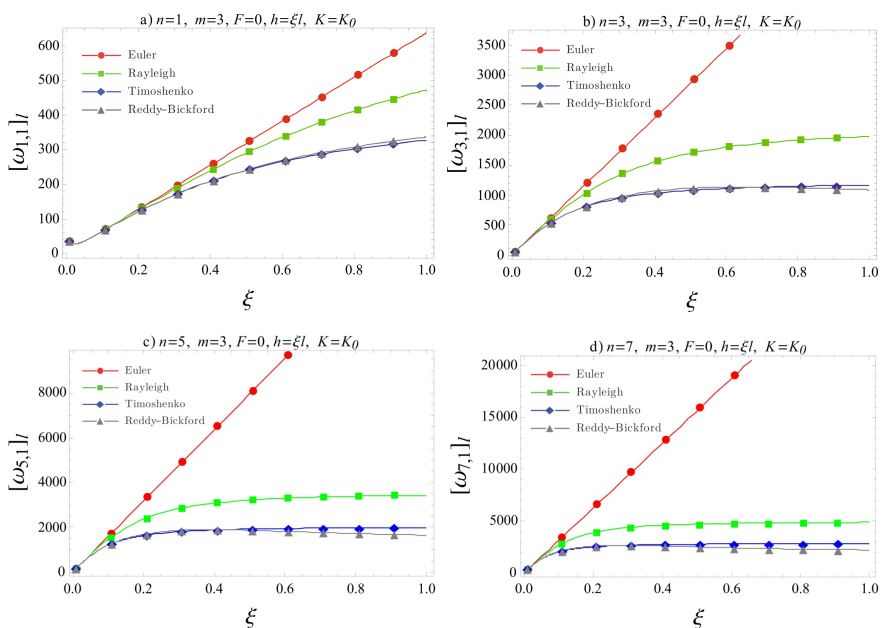 a) n=1, m=3, F=0, h=ξl, K=K₀
600
500
400
300
200
100
0
Euler
Rayleigh
Timoshenko
Reddy–Bickford
[ω₁,₁]l
0.0 0.2 0.4 0.6 0.8 1.0
ξ
b) n=3, m=3, F=0, h=ξl, K=K₀
3500
3000
2500
2000
1500
1000
500
0
Euler
Rayleigh
Timoshenko
Reddy–Bickford
[ω₃,₁]l
0.0 0.2 0.4 0.6 0.8 1.0
ξ
c) n=5, m=3, F=0, h=ξl, K=K₀
8000
6000
4000
2000
0
Euler
Rayleigh
Timoshenko
Reddy–Bickford
[ω₅,₁]l
0.0 0.2 0.4 0.6 0.8 1.0
ξ
d) n=7, m=3, F=0, h=ξl, K=K₀
20000
15000
10000
5000
0
Euler
Rayleigh
Timoshenko
Reddy–Bickford
[ω₇,₁]l
0.0 0.2 0.4 0.6 0.8 1.0
ξ